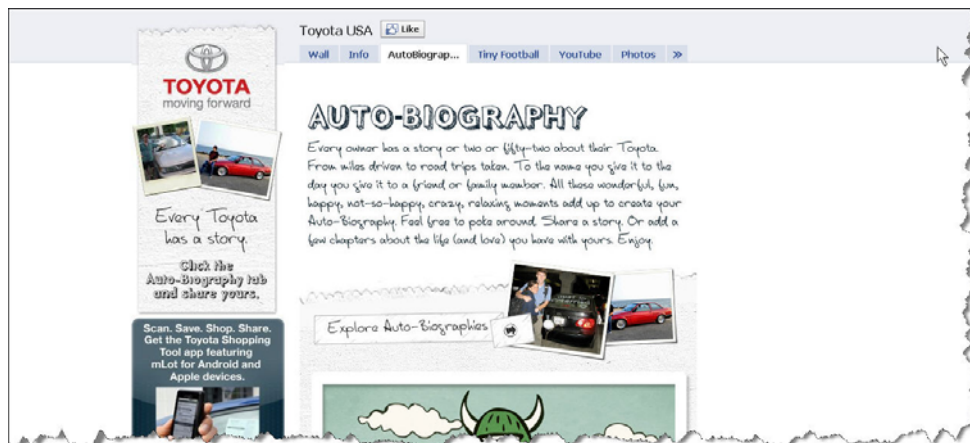 Toyota USA
Like
Wall Info AutoBiograp... Tiny Football YouTube Photos »
TOYOTA
moving forward
Every Toyota
has a story.
Click the
Auto-Biography tab
and share yours.
Scan. Save. Shop. Share.
Get the Toyota Shopping
Tool app featuring
mLot for Android and
Apple devices.
AUTO-BIOGRAPHY
Every owner has a story or two or fifty-two about their Toyota.
From miles driven to road trips taken. To the name you give it to the
day you give it to a friend or family member. All these wonderful, fun,
happy, not-so-happy, crazy, relaxing moments add up to create your
Auto-Biography. Feel free to poke around. Share a story. Or add a
few chapters about the life (and love) you have with yours. Enjoy.
Explore Auto-Biographies